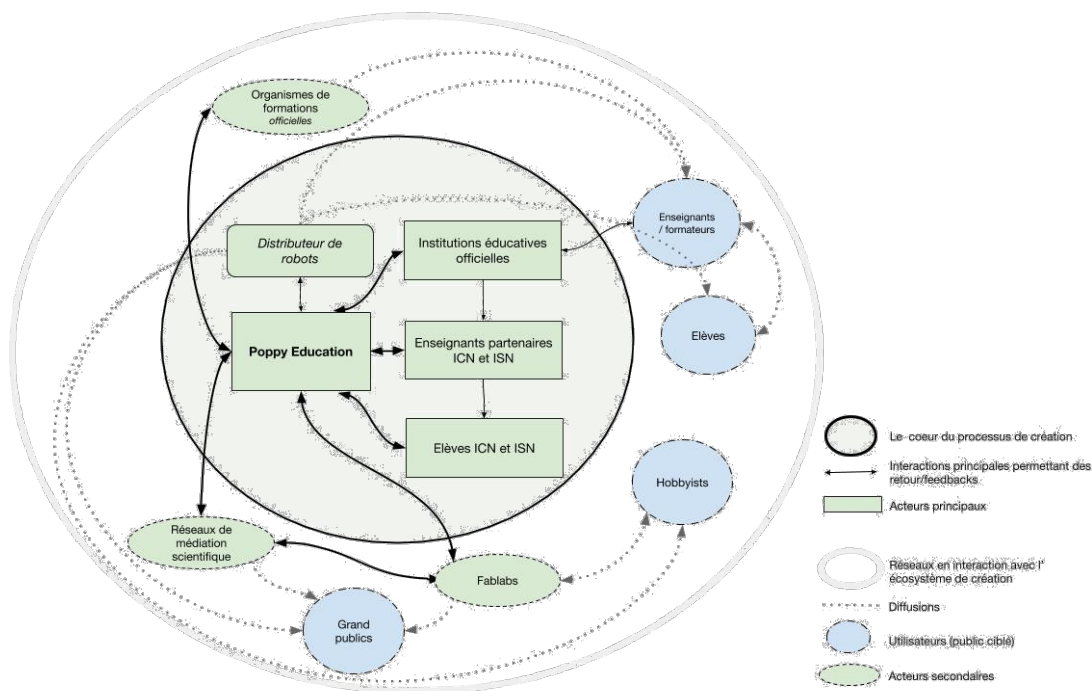 Organismes de
formations
officielles
Distributeur de
robots
Institutions éducatives
officielles
Enseignants
/ formateurs
Poppy Education
Enseignants partenaires
ICN et ISN
Elèves
Elèves ICN et ISN
Hobbyists
Réseaux de
médiation
scientifique
Fablabs
Grand
publics
Le coeur du processus de création
Interactions principales permettant des
retour/feedbacks
Acteurs principaux
Réseaux en interaction avec l'
écosystème de création
Diffusions
Utilisateurs (public ciblé)
Acteurs secondaires